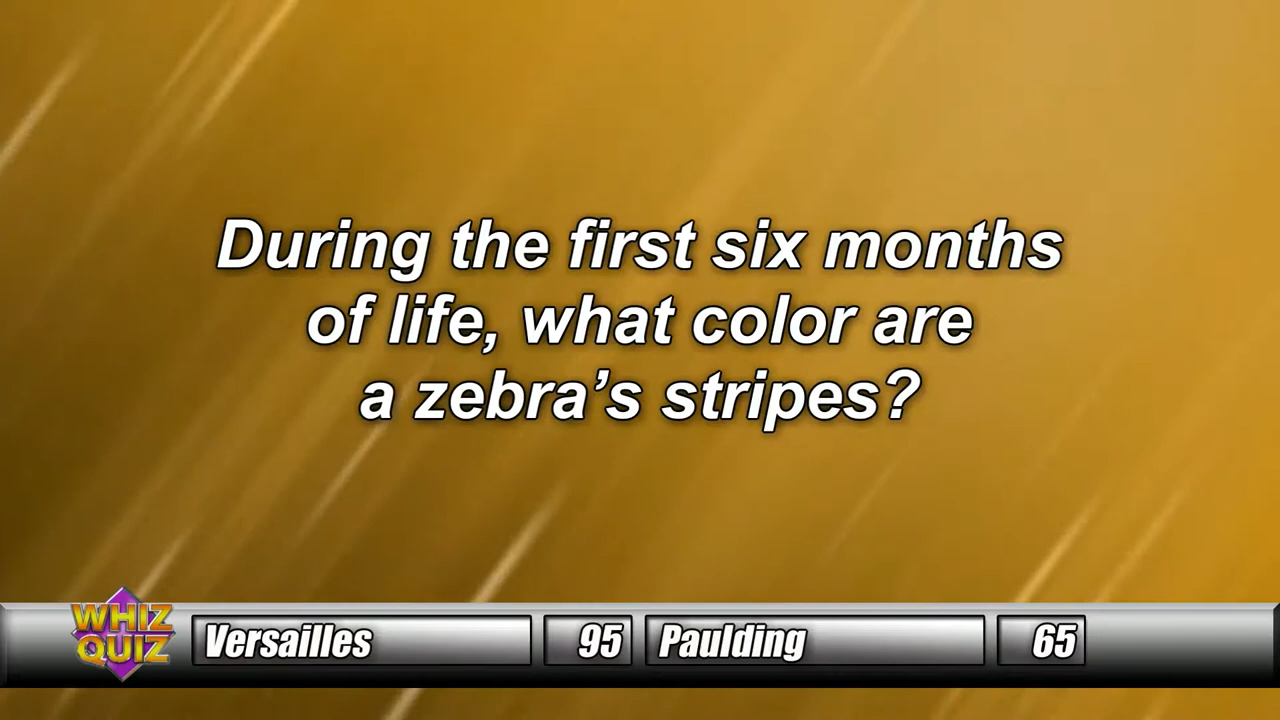 During the first six months
of life, what color are
a zebra’s stripes?
WHIZ
QUIZ
Versailles 95 Paulding 65